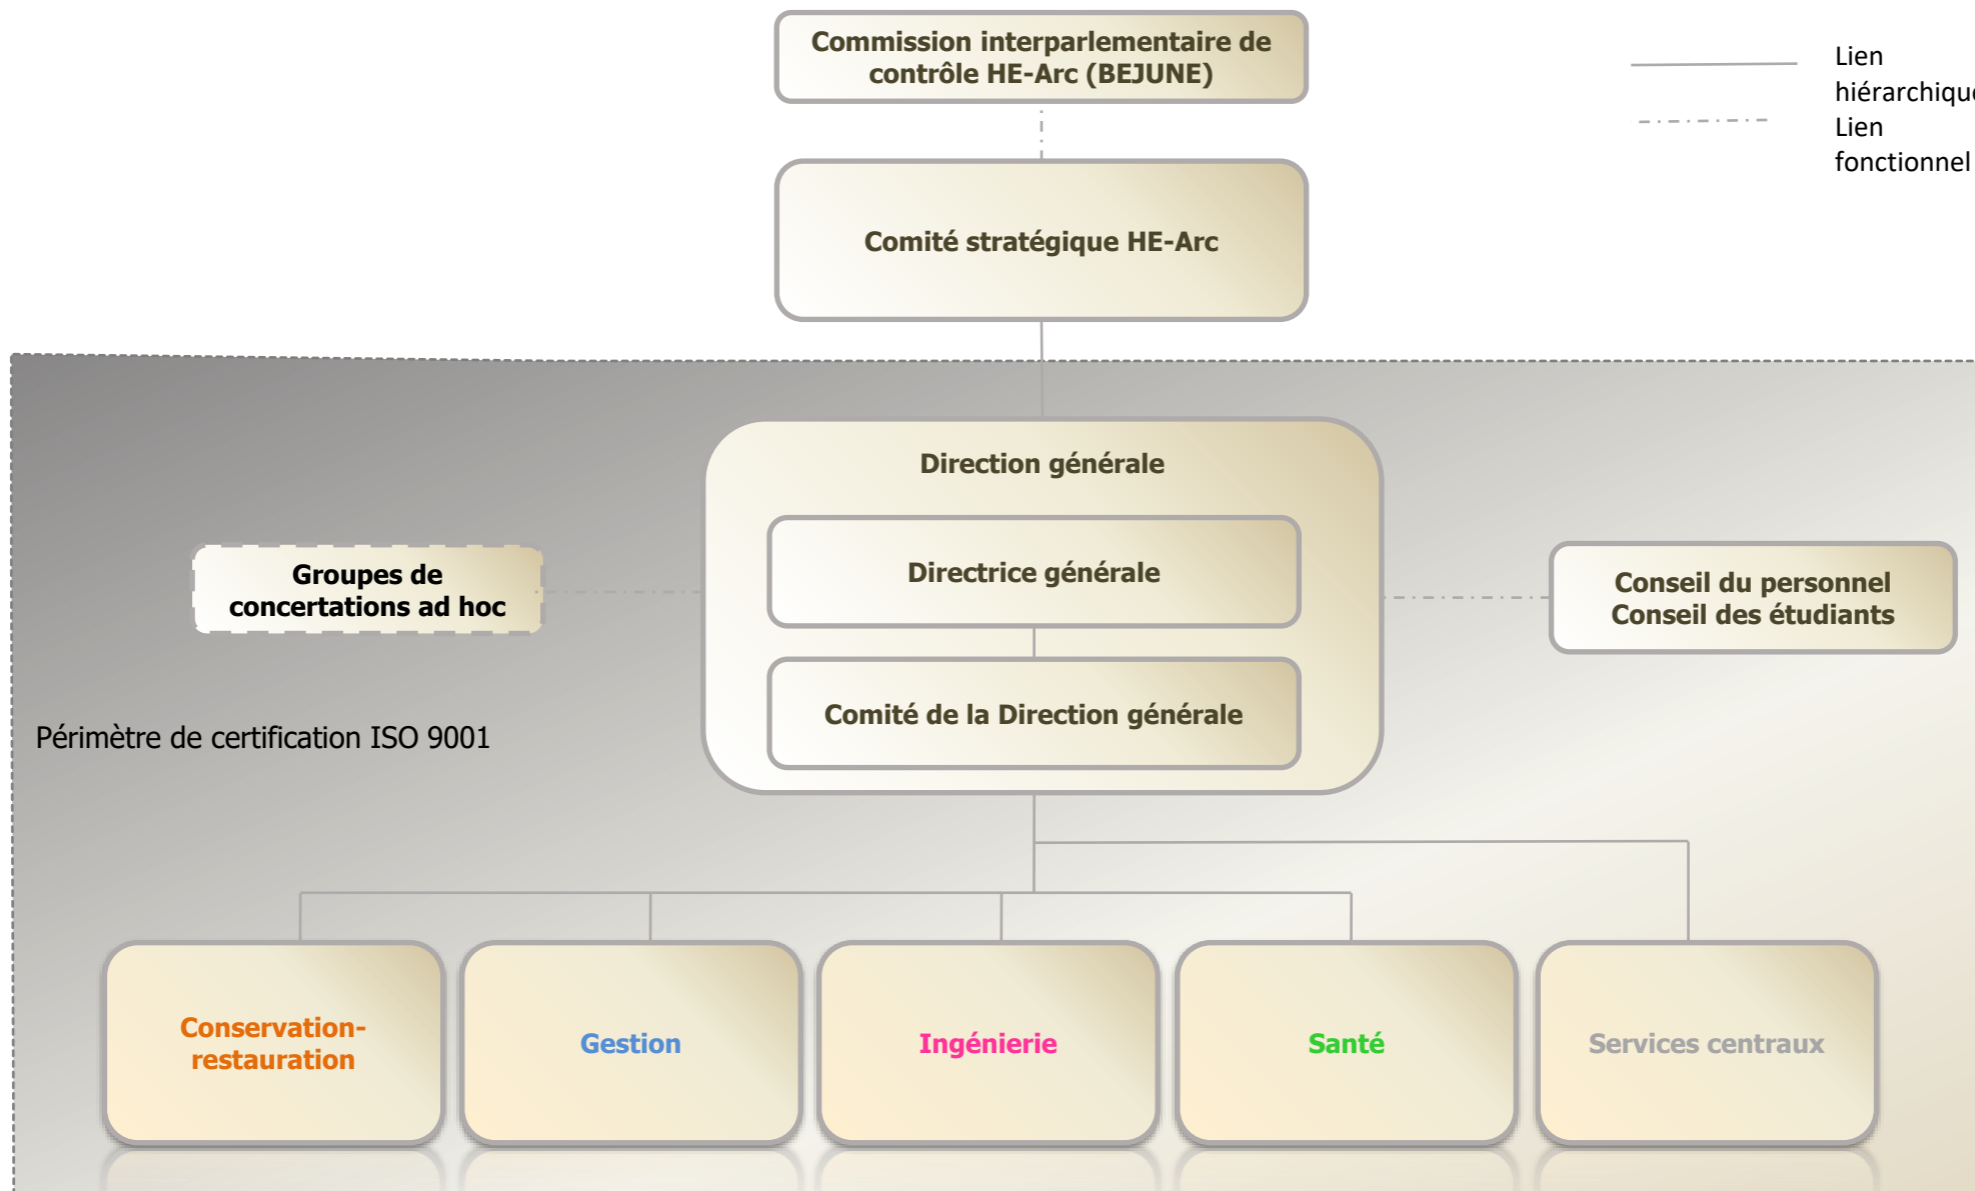 Commission interparlementaire de
contrôle HE-Arc (BEJUNE)
Lien
hiérarchique
Lien
fonctionnel
Comité stratégique HE-Arc
Direction générale
Directrice générale
Comité de la Direction générale
Groupes de
concertations ad hoc
Conseil du personnel
Conseil des étudiants
Périmètre de certification ISO 9001
Conservation-
restauration
Gestion
Ingénierie
Santé
Services centraux